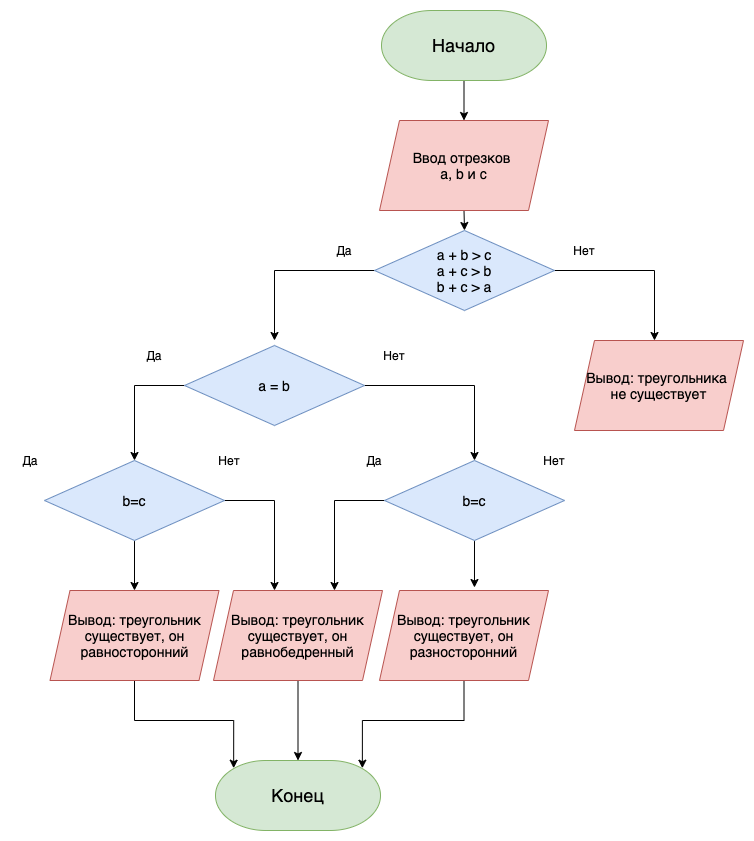 Начало
Ввод отрезков
a, b и c
Да
Нет
a + b > c
a + c > b
b + c > a
Да
Нет
a = b
Вывод: треугольника
не существует
Да
Нет
Да
Нет
b=c
b=c
Вывод: треугольник
существует, он
равносторонний
Вывод: треугольник
существует, он
равнобедренный
Вывод: треугольник
существует, он
разносторонний
Конец